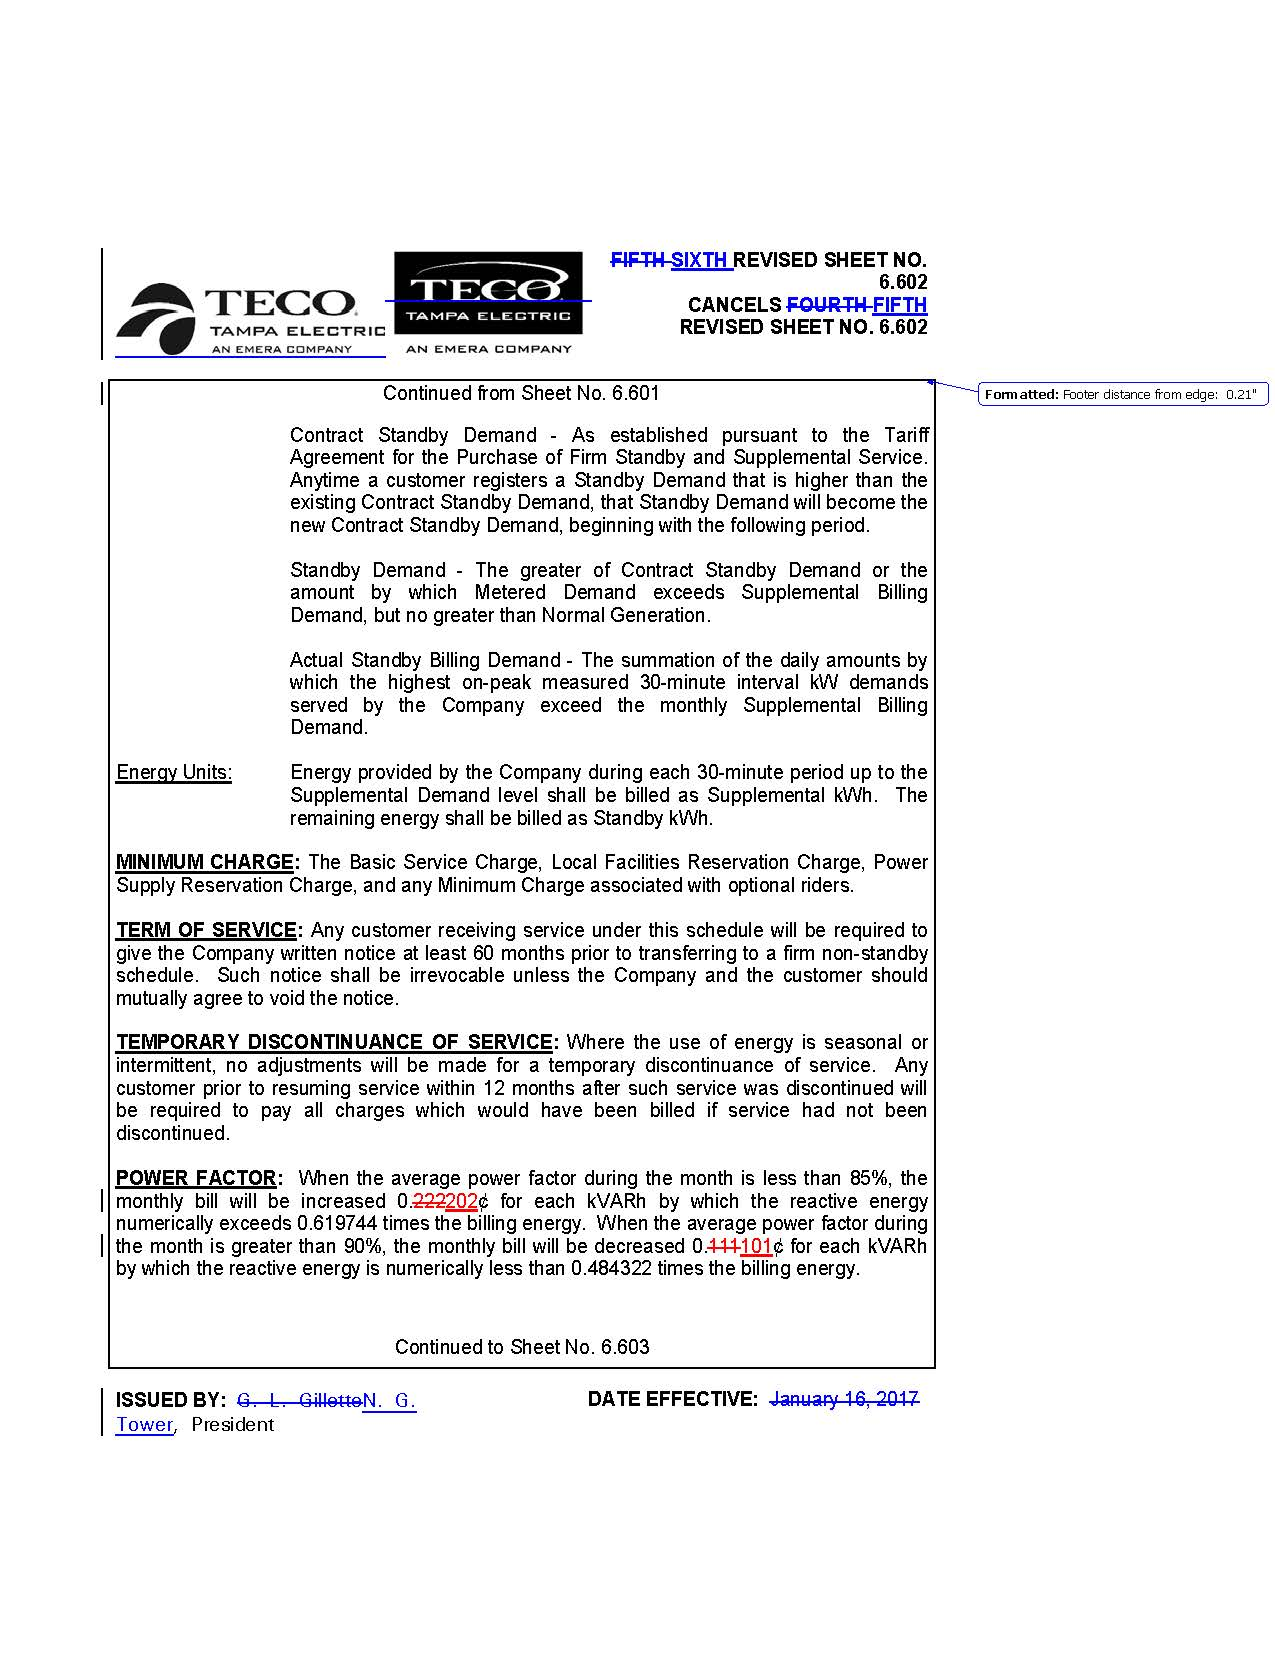 TECO.
TAMPA ELECTRIC
AN EMERA COMPANY
TECO.
TAMPA ELECTRIC
AN EMERA COMPANY
FIFTH SIXTH REVISED SHEET NO.
6.602
CANCELS FOURTH FIFTH
REVISED SHEET NO. 6.602
Formatted: Footer distance from edge: 0.21"
Continued from Sheet No. 6.601
Contract Standby Demand - As established pursuant to the Tariff
Agreement for the Purchase of Firm Standby and Supplemental Service.
Anytime a customer registers a Standby Demand that is higher than the
existing Contract Standby Demand, that Standby Demand will become the
new Contract Standby Demand, beginning with the following period.
Standby Demand - The greater of Contract Standby Demand or the
amount by which Metered Demand exceeds Supplemental Billing
Demand, but no greater than Normal Generation.
Actual Standby Billing Demand - The summation of the daily amounts by
which the highest on-peak measured 30-minute interval kW demands
served by the Company exceed the monthly Supplemental Billing
Demand.
Energy Units: Energy provided by the Company during each 30-minute period up to the
Supplemental Demand level shall be billed as Supplemental kWh. The
remaining energy shall be billed as Standby kWh.
MINIMUM CHARGE: The Basic Service Charge, Local Facilities Reservation Charge, Power
Supply Reservation Charge, and any Minimum Charge associated with optional riders.
TERM OF SERVICE: Any customer receiving service under this schedule will be required to
give the Company written notice at least 60 months prior to transferring to a firm non-standby
schedule. Such notice shall be irrevocable unless the Company and the customer should
mutually agree to void the notice.
TEMPORARY DISCONTINUANCE OF SERVICE: Where the use of energy is seasonal or
intermittent, no adjustments will be made for a temporary discontinuance of service. Any
customer prior to resuming service within 12 months after such service was discontinued will
be required to pay all charges which would have been billed if service had not been
discontinued.
POWER FACTOR: When the average power factor during the month is less than 85%, the
monthly bill will be increased 0.222202¢ for each kVARh by which the reactive energy
numerically exceeds 0.619744 times the billing energy. When the average power factor during
the month is greater than 90%, the monthly bill will be decreased 0.111101¢ for each kVARh
by which the reactive energy is numerically less than 0.484322 times the billing energy.
Continued to Sheet No. 6.603
ISSUED BY: G. L. GilletteN. G.
Tower, President
DATE EFFECTIVE: January 16, 2017